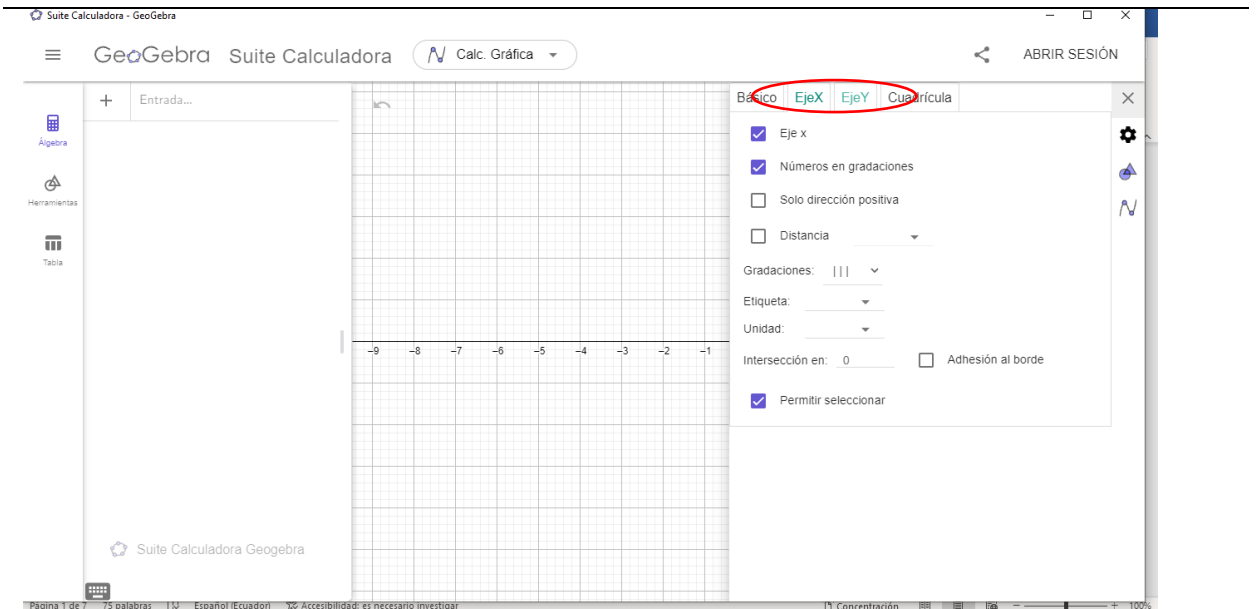 Suite Calculadora - GeoGebra
GeoGebra Suite Calculadora Calc. Gráfica ABRIR SESIÓN
Entrada...
Álgebra
Herramientas
Tabla
Básico EjeX EjeY Cuadrícula
Eje x
Números en gradaciones
Solo dirección positiva
Distancia
Gradaciones: | | |
Etiqueta:
Unidad:
Intersección en: 0 Adhesión al borde
Permitir seleccionar
–9 –8 –7 –6 –5 –4 –3 –2 –1
Suite Calculadora Geogebra
Página 1 de 7 75 palabras Español (Ecuador) Accesibilidad: es necesario investigar Concentración 100%